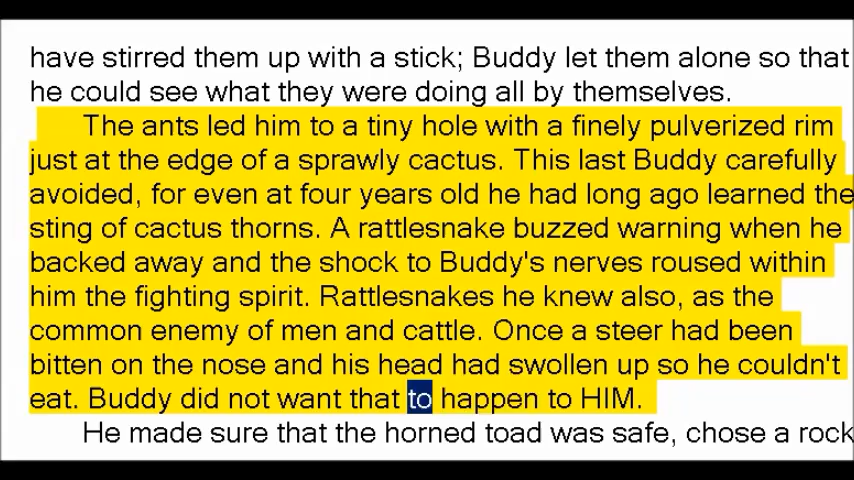 have stirred them up with a stick; Buddy let them alone so that
he could see what they were doing all by themselves.
The ants led him to a tiny hole with a finely pulverized rim
just at the edge of a sprawly cactus. This last Buddy carefully
avoided, for even at four years old he had long ago learned the
sting of cactus thorns. A rattlesnake buzzed warning when he
backed away and the shock to Buddy's nerves roused within
him the fighting spirit. Rattlesnakes he knew also, as the
common enemy of men and cattle. Once a steer had been
bitten on the nose and his head had swollen up so he couldn't
eat. Buddy did not want that to happen to HIM.
He made sure that the horned toad was safe, chose a rock